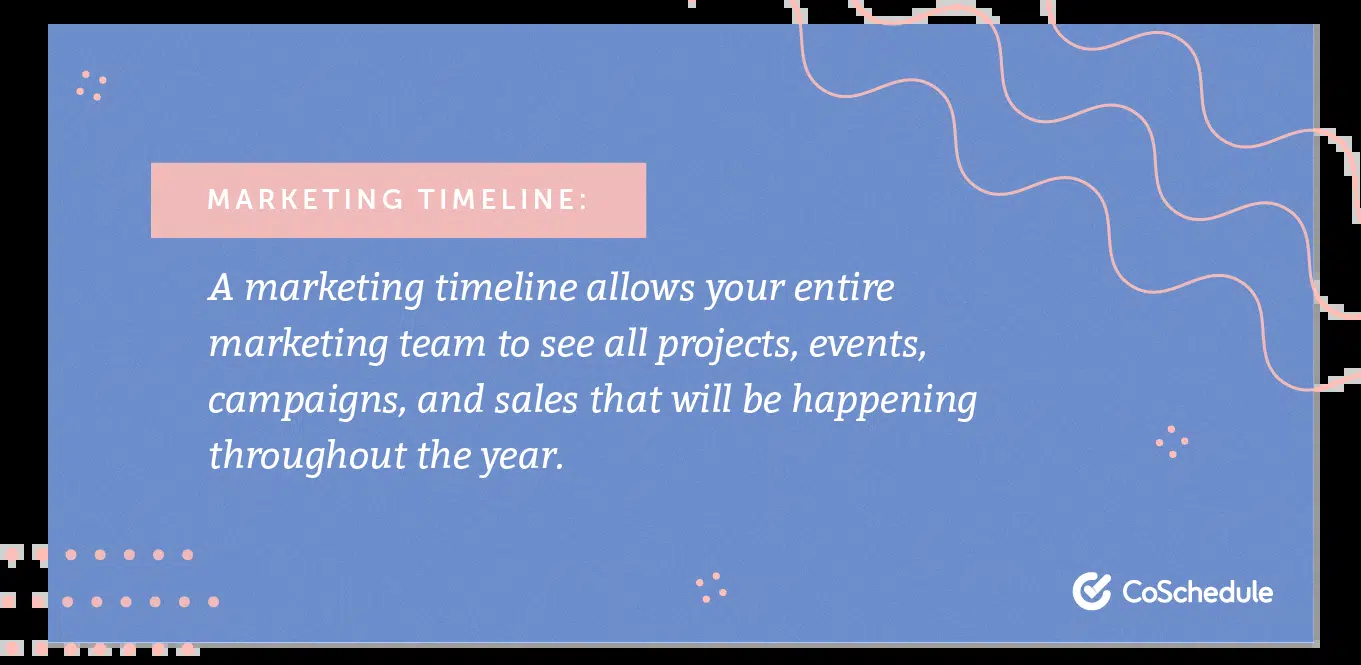 MARKETING TIMELINE:
A marketing timeline allows your entire
marketing team to see all projects, events,
campaigns, and sales that will be happening
throughout the year.
CoSchedule